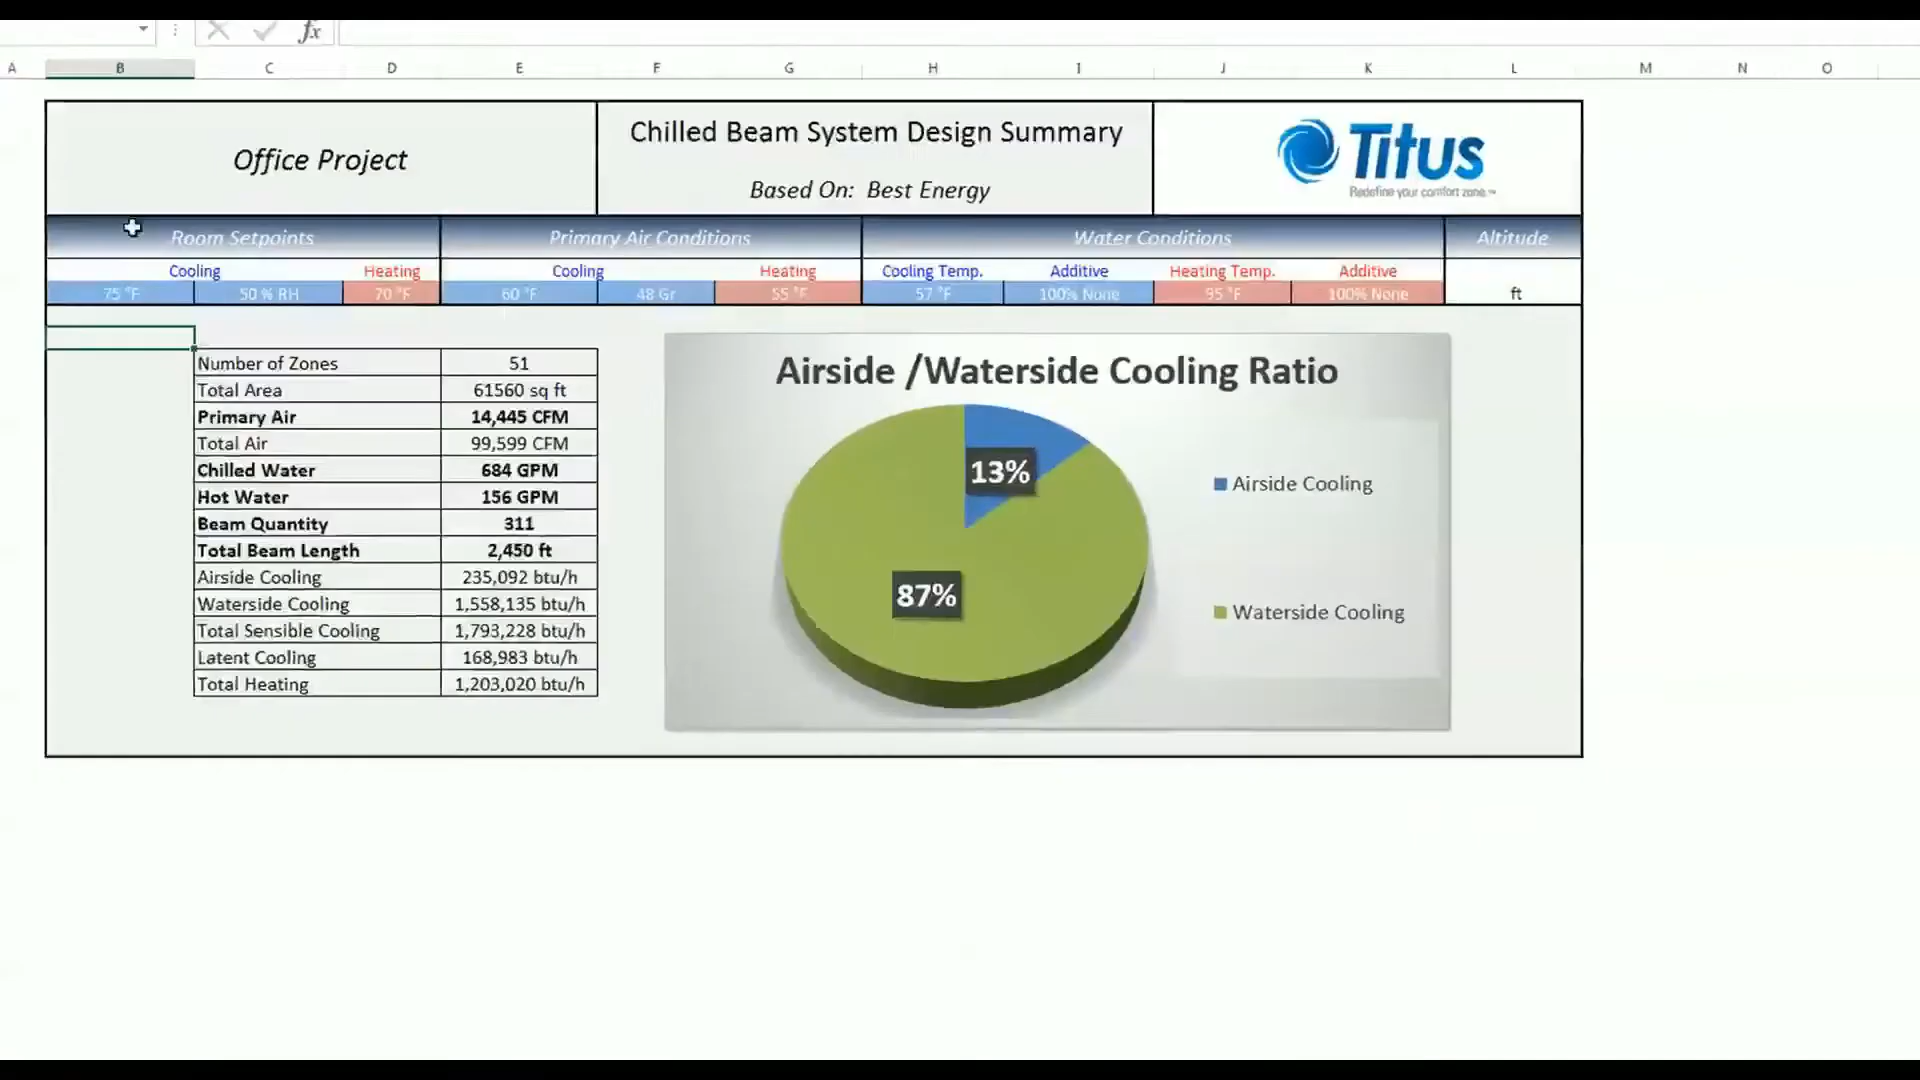 fx
A B C D E F G H I J K L M N O
Office Project
Chilled Beam System Design Summary
Based On: Best Energy
Titus
Redefine your comfort zone.™
Room Setpoints Primary Air Conditions Water Conditions Altitude
Cooling Heating Cooling Heating Cooling Temp. Additive Heating Temp. Additive
75 °F 50 % RH 70 °F 60 °F 48 Gr 55 °F 57 °F 100% None 95 °F 100% None ft
Number of Zones 51
Total Area 61560 sq ft
Primary Air 14,445 CFM
Total Air 99,599 CFM
Chilled Water 684 GPM
Hot Water 156 GPM
Beam Quantity 311
Total Beam Length 2,450 ft
Airside Cooling 235,092 btu/h
Waterside Cooling 1,558,135 btu/h
Total Sensible Cooling 1,793,228 btu/h
Latent Cooling 168,983 btu/h
Total Heating 1,203,020 btu/h
Airside /Waterside Cooling Ratio
13%
87%
Airside Cooling
Waterside Cooling